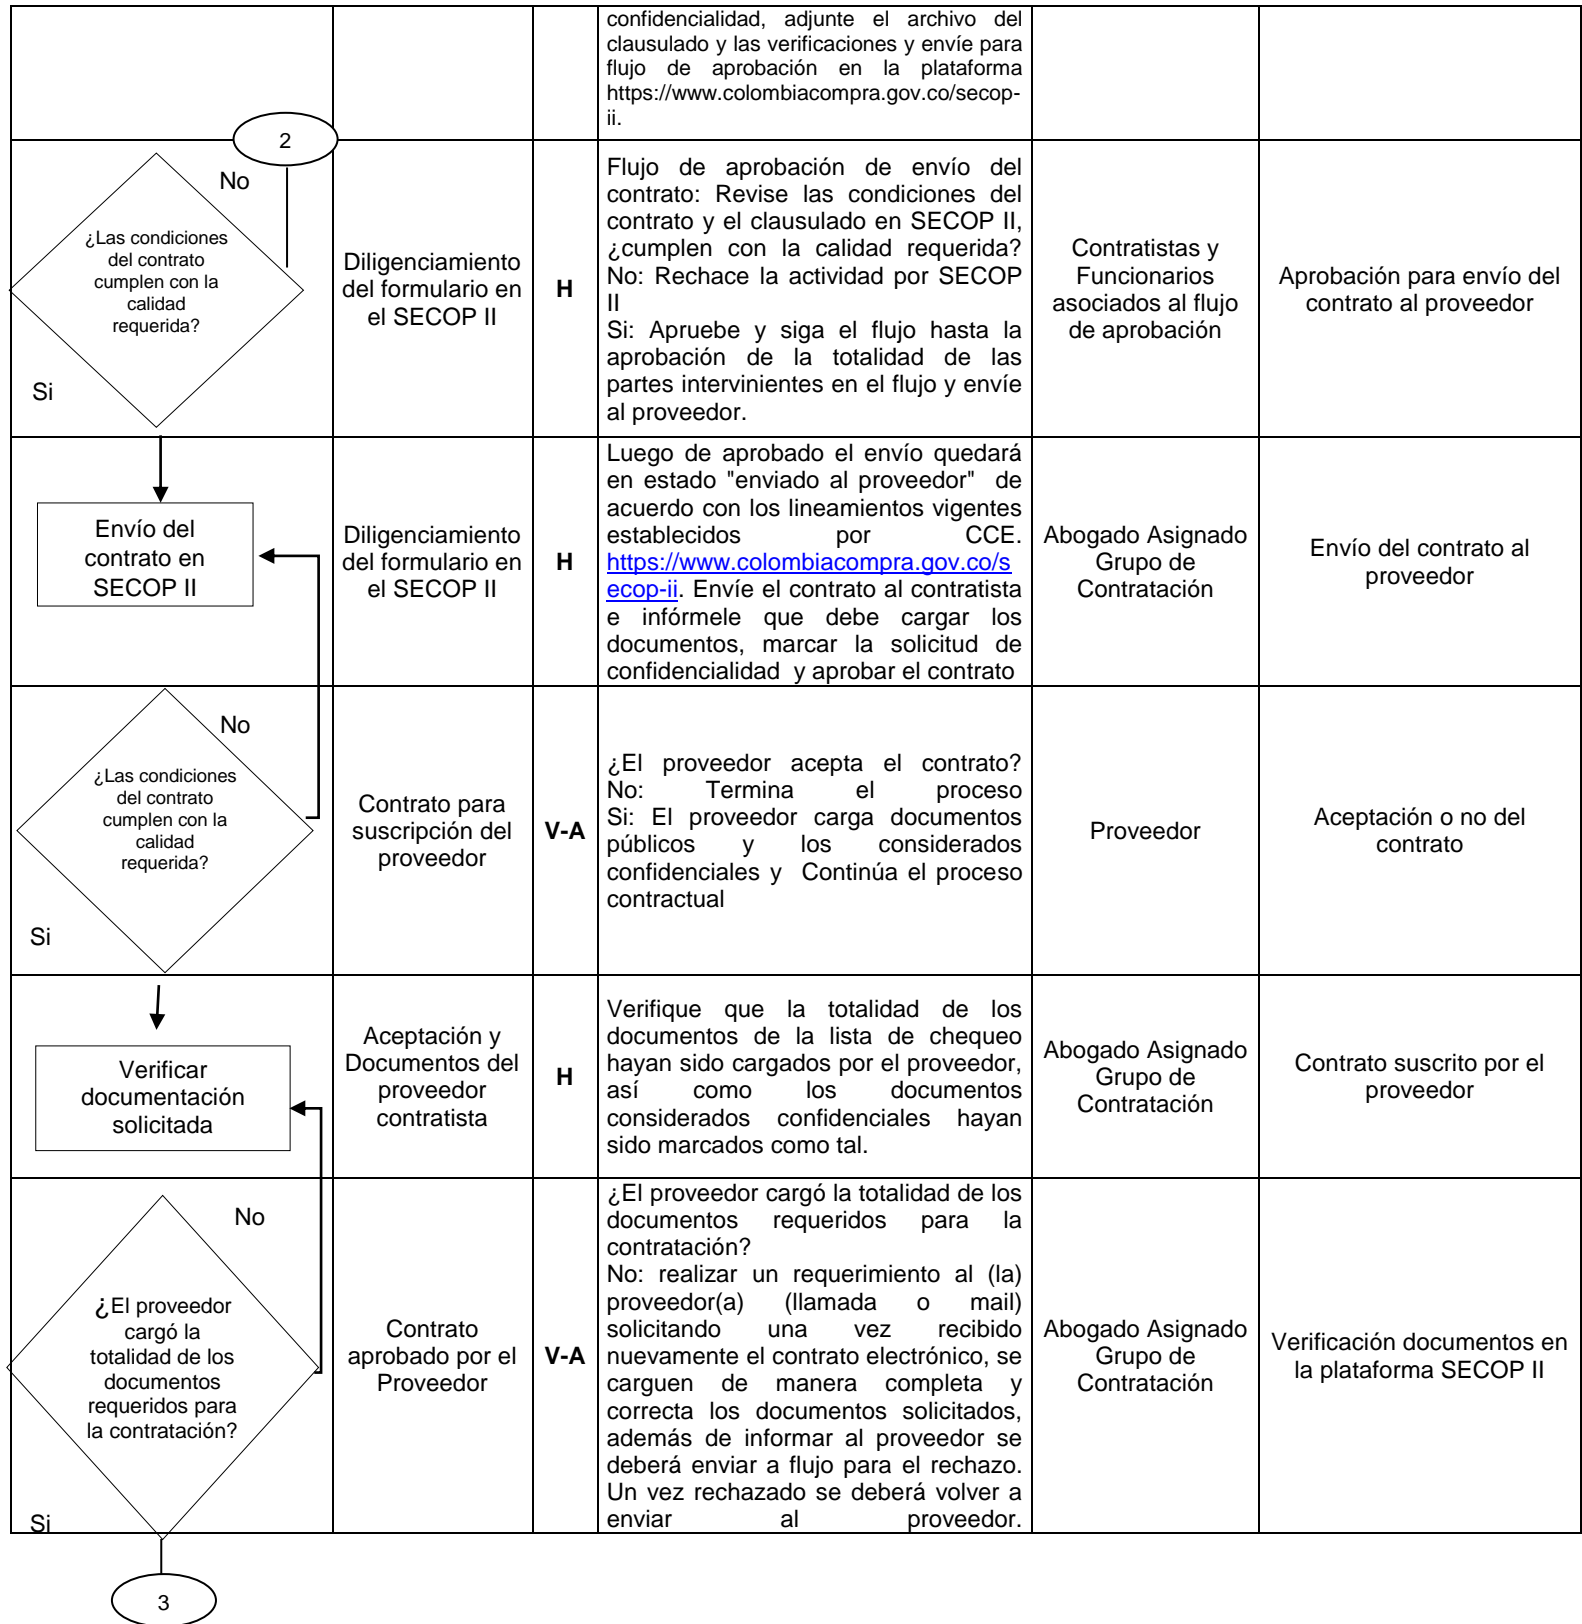 confidencialidad, adjunte el archivo del
clausulado y las verificaciones y envíe para
flujo de aprobación en la plataforma
https://www.colombiacompra.gov.co/secop-
ii.
2
No
¿Las condiciones
del contrato
cumplen con la
calidad
requerida?
Si
Diligenciamiento
del formulario en
el SECOP II
H
Flujo de aprobación de envío del
contrato: Revise las condiciones del
contrato y el clausulado en SECOP II,
¿cumplen con la calidad requerida?
No: Rechace la actividad por SECOP
II
Si: Apruebe y siga el flujo hasta la
aprobación de la totalidad de las
partes intervinientes en el flujo y envíe
al proveedor.
Contratistas y
Funcionarios
asociados al flujo
de aprobación
Aprobación para envío del
contrato al proveedor
Envío del
contrato en
SECOP II
Diligenciamiento
del formulario en
el SECOP II
H
Luego de aprobado el envío quedará
en estado "enviado al proveedor" de
acuerdo con los lineamientos vigentes
establecidos por CCE.
https://www.colombiacompra.gov.co/s
ecop-ii. Envíe el contrato al contratista
e infórmele que debe cargar los
documentos, marcar la solicitud de
confidencialidad y aprobar el contrato
Abogado Asignado
Grupo de
Contratación
Envío del contrato al
proveedor
No
¿Las condiciones
del contrato
cumplen con la
calidad
requerida?
Si
Contrato para
suscripción del
proveedor
V-A
¿El proveedor acepta el contrato?
No: Termina el proceso
Si: El proveedor carga documentos
públicos y los considerados
confidenciales y Continúa el proceso
contractual
Proveedor
Aceptación o no del
contrato
Verificar
documentación
solicitada
Aceptación y
Documentos del
proveedor
contratista
H
Verifique que la totalidad de los
documentos de la lista de chequeo
hayan sido cargados por el proveedor,
así como los documentos
considerados confidenciales hayan
sido marcados como tal.
Abogado Asignado
Grupo de
Contratación
Contrato suscrito por el
proveedor
No
¿El proveedor
cargó la
totalidad de los
documentos
requeridos para
la contratación?
Si
Contrato
aprobado por el
Proveedor
V-A
¿El proveedor cargó la totalidad de los
documentos requeridos para la
contratación?
No: realizar un requerimiento al (la)
proveedor(a) (llamada o mail)
solicitando una vez recibido
nuevamente el contrato electrónico, se
carguen de manera completa y
correcta los documentos solicitados,
además de informar al proveedor se
deberá enviar a flujo para el rechazo.
Un vez rechazado se deberá volver a
enviar al proveedor.
Abogado Asignado
Grupo de
Contratación
Verificación documentos en
la plataforma SECOP II
3